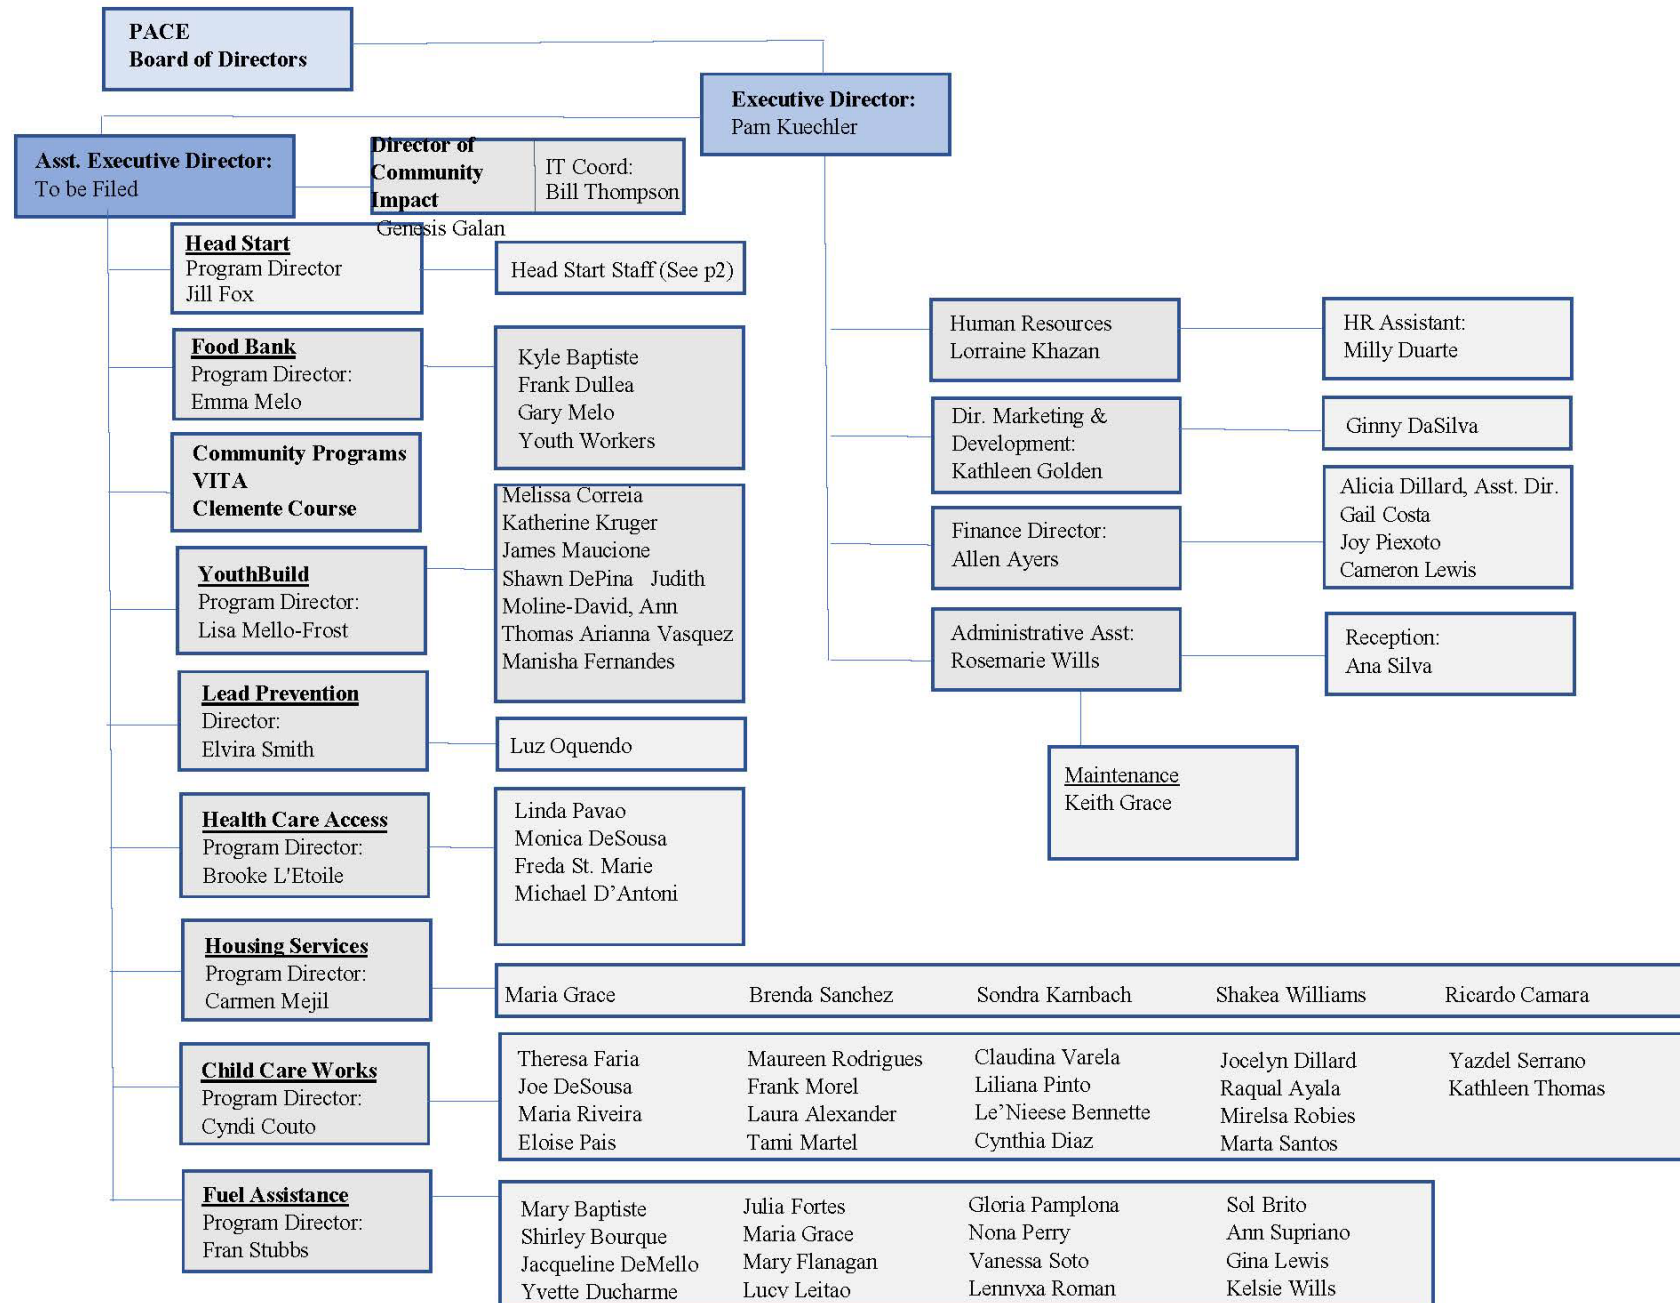 PACE
Board of Directors
Executive Director:
Pam Kuechler
Asst. Executive Director:
To be Filed
Director of
Community
Impact
Genesis Galan
IT Coord:
Bill Thompson
Head Start
Program Director
Jill Fox
Head Start Staff (See p2)
Food Bank
Program Director:
Emma Melo
Kyle Baptiste
Frank Dullea
Gary Melo
Youth Workers
Community Programs
VITA
Clemente Course
YouthBuild
Program Director:
Lisa Mello-Frost
Melissa Correia
Katherine Kruger
James Maucione
Shawn DePina Judith
Moline-David, Ann
Thomas Arianna Vasquez
Manisha Fernandes
Lead Prevention
Director:
Elvira Smith
Luz Oquendo
Health Care Access
Program Director:
Brooke L'Etoile
Linda Pavao
Monica DeSousa
Freda St. Marie
Michael D’Antoni
Housing Services
Program Director:
Carmen Mejil
Maria Grace Brenda Sanchez Sondra Karnbach Shakea Williams Ricardo Camara
Child Care Works
Program Director:
Cyndi Couto
Theresa Faria Maureen Rodrigues Claudina Varela Jocelyn Dillard Yazdel Serrano
Joe DeSousa Frank Morel Liliana Pinto Raqual Ayala Kathleen Thomas
Maria Riveira Laura Alexander Le’Nieese Bennette Mirelsa Robies
Eloise Pais Tami Martel Cynthia Diaz Marta Santos
Fuel Assistance
Program Director:
Fran Stubbs
Mary Baptiste Julia Fortes Gloria Pamplona Sol Brito
Shirley Bourque Maria Grace Nona Perry Ann Supriano
Jacqueline DeMello Mary Flanagan Vanessa Soto Gina Lewis
Yvette Ducharme Lucy Leitao Lennyxa Roman Kelsie Wills
Human Resources
Lorraine Khazan
HR Assistant:
Milly Duarte
Dir. Marketing &
Development:
Kathleen Golden
Ginny DaSilva
Finance Director:
Allen Ayers
Alicia Dillard, Asst. Dir.
Gail Costa
Joy Piexoto
Cameron Lewis
Administrative Asst:
Rosemarie Wills
Reception:
Ana Silva
Maintenance
Keith Grace